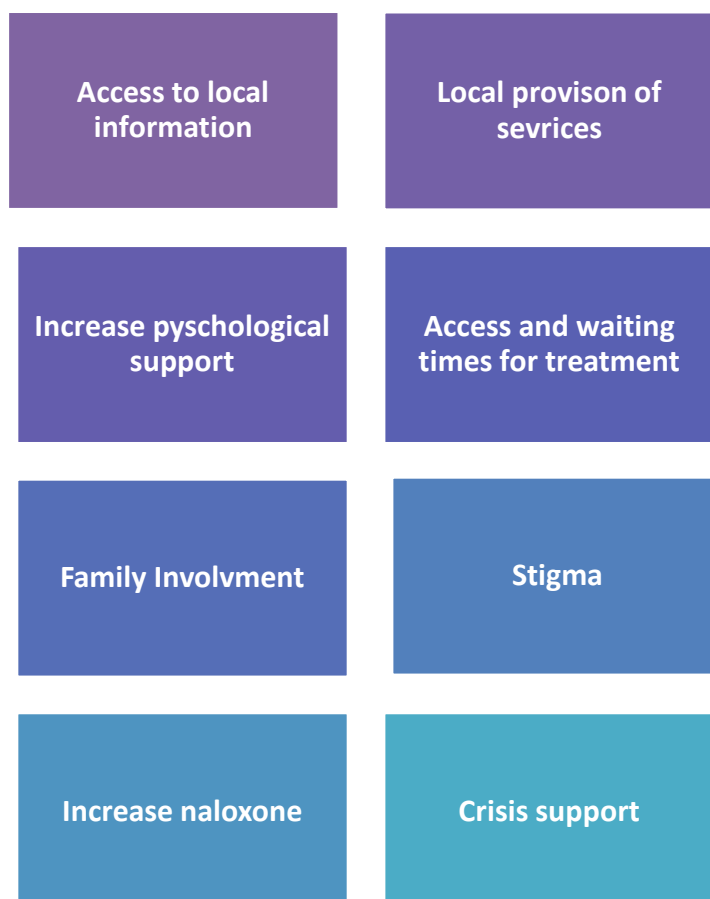 Access to local
information
Local provison of
sevrices
Increase pyschological
support
Access and waiting
times for treatment
Family Involvment
Stigma
Increase naloxone
Crisis support